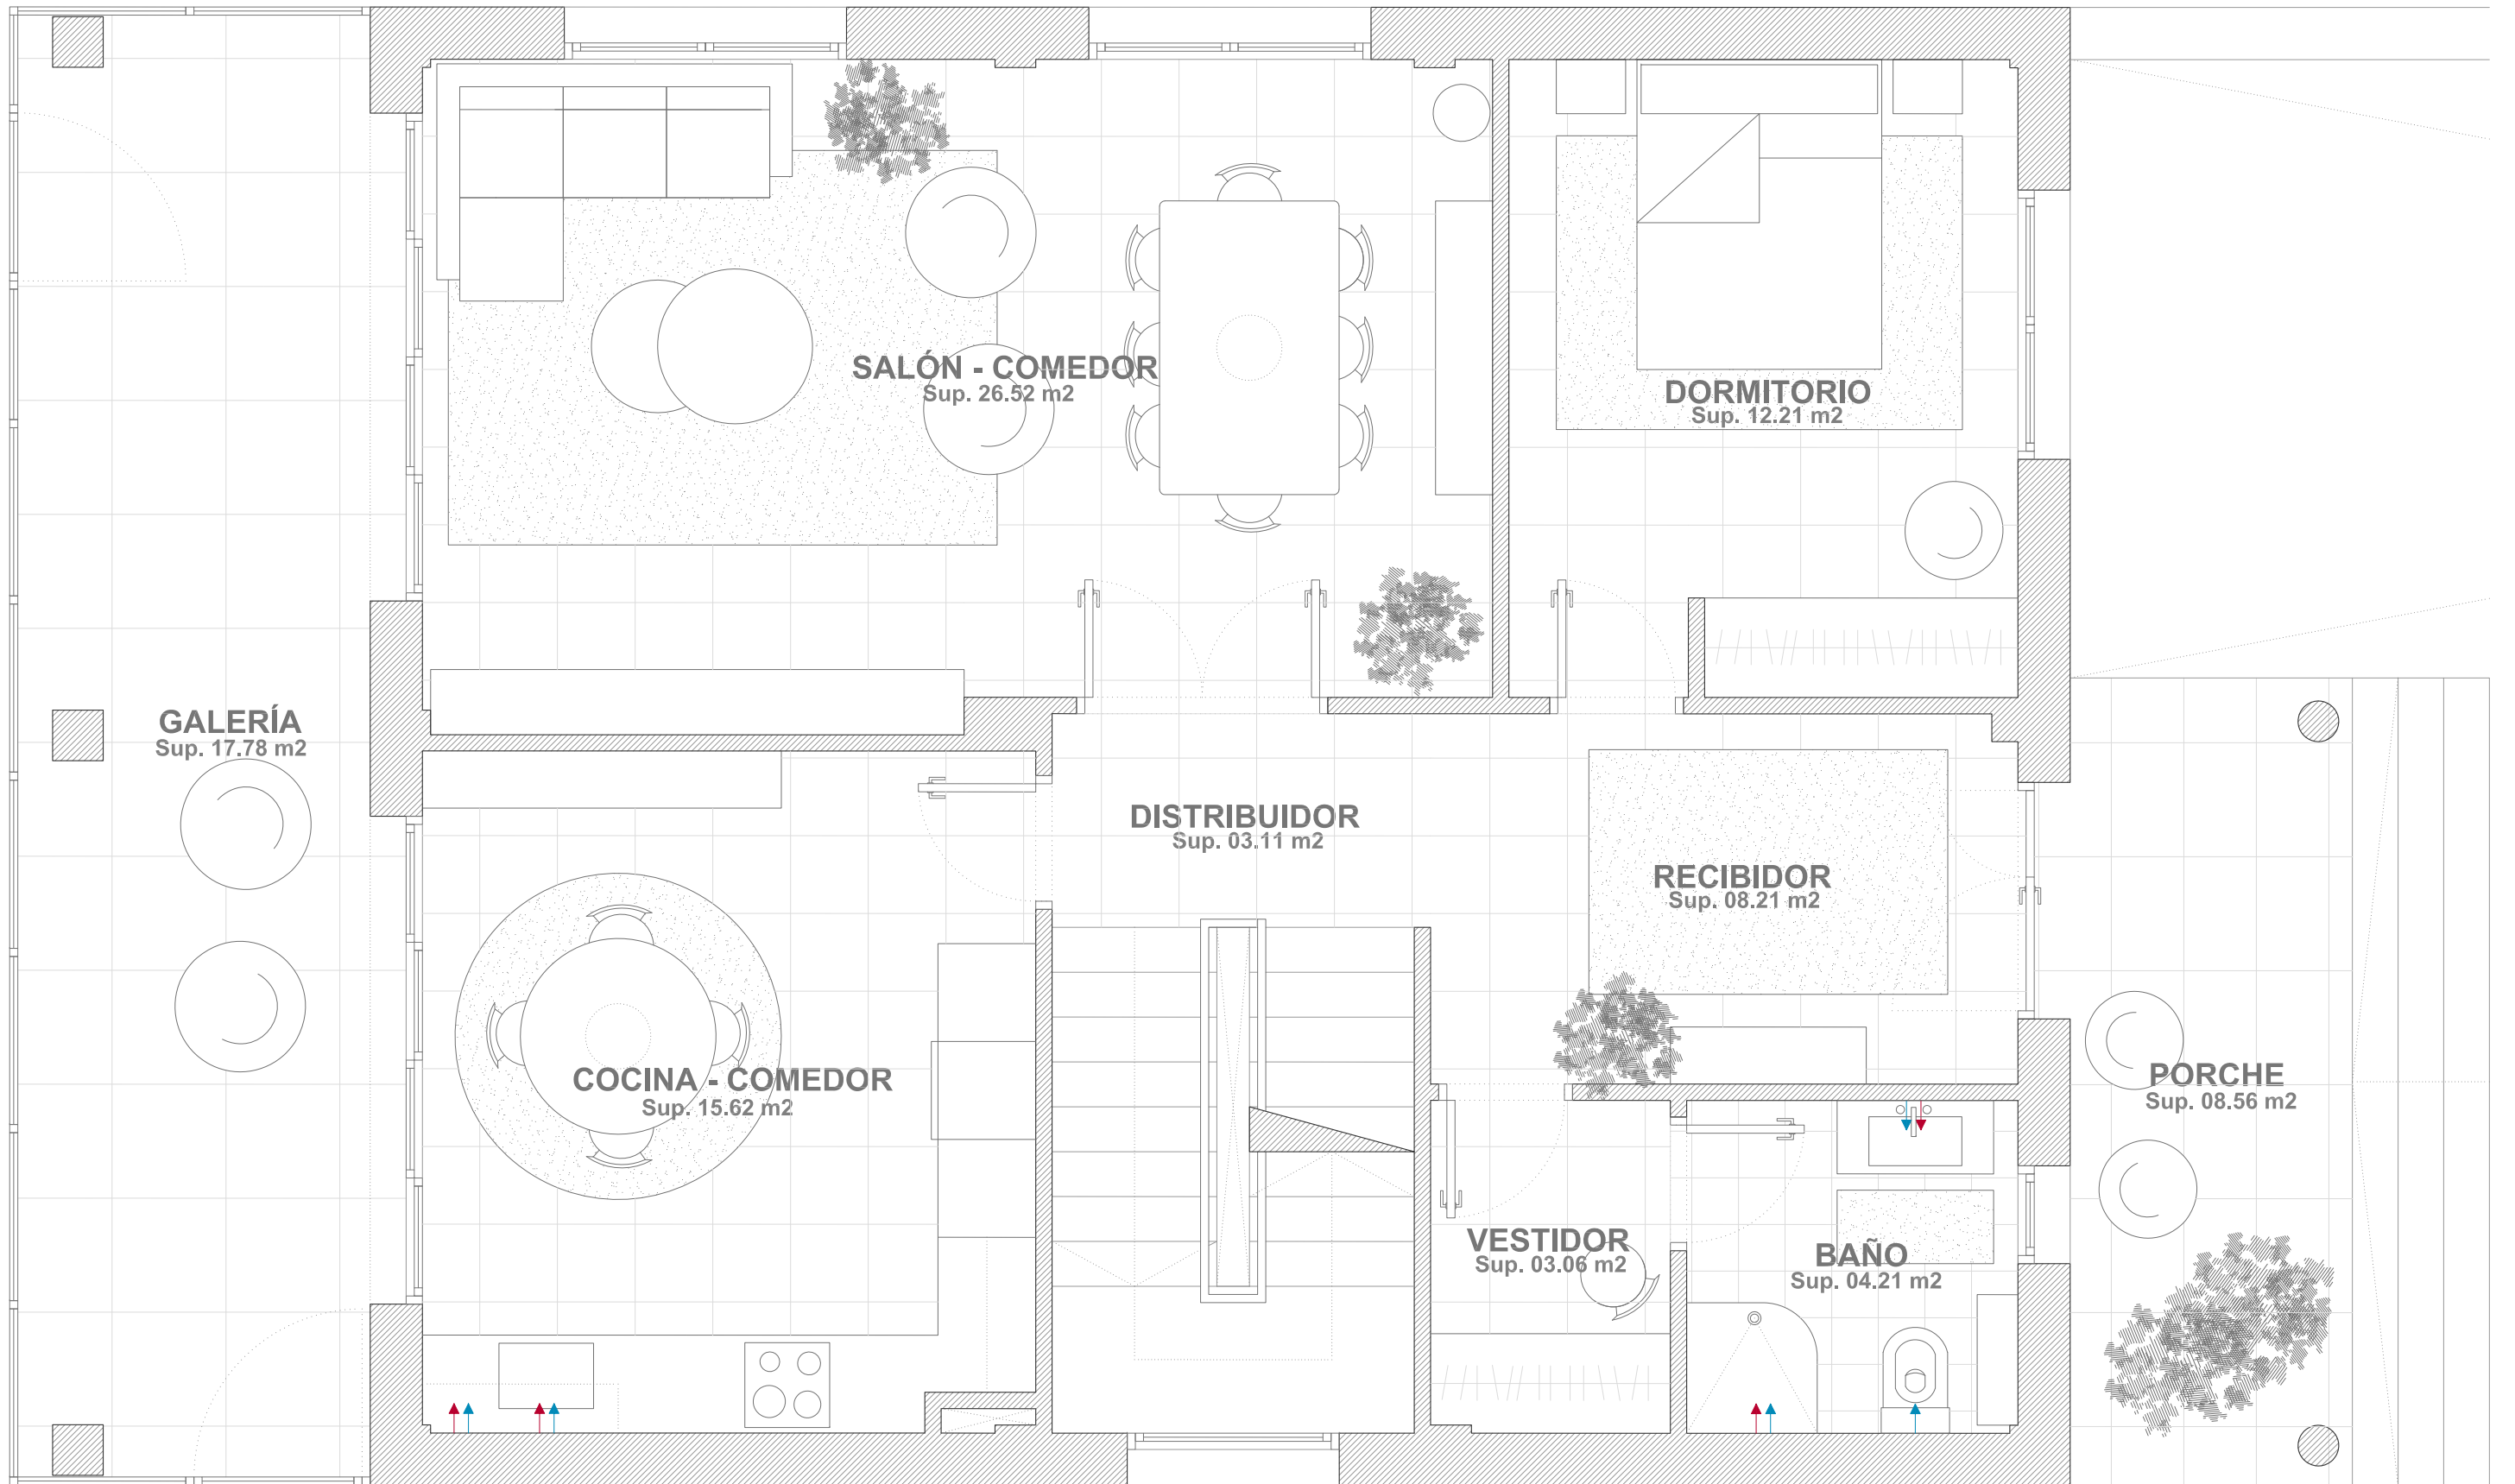 SALÓN - COMEDOR
Sup. 26.52 m2
DORMITORIO
Sup. 12.21 m2
GALERÍA
Sup. 17.78 m2
DISTRIBUIDOR
Sup. 03.11 m2
RECIBIDOR
Sup. 08.21 m2
COCINA - COMEDOR
Sup. 15.62 m2
PORCHE
Sup. 08.56 m2
VESTIDOR
Sup. 03.06 m2
BAÑO
Sup. 04.21 m2